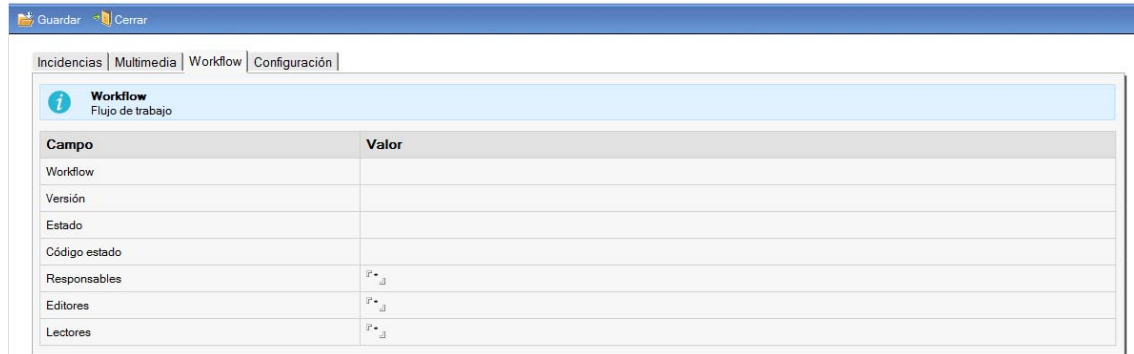 Guardar Cerrar
Incidencias Multimedia Workflow Configuración
Workflow
Flujo de trabajo
Campo Valor
Workflow
Versión
Estado
Código estado
Responsables
Editores
Lectores